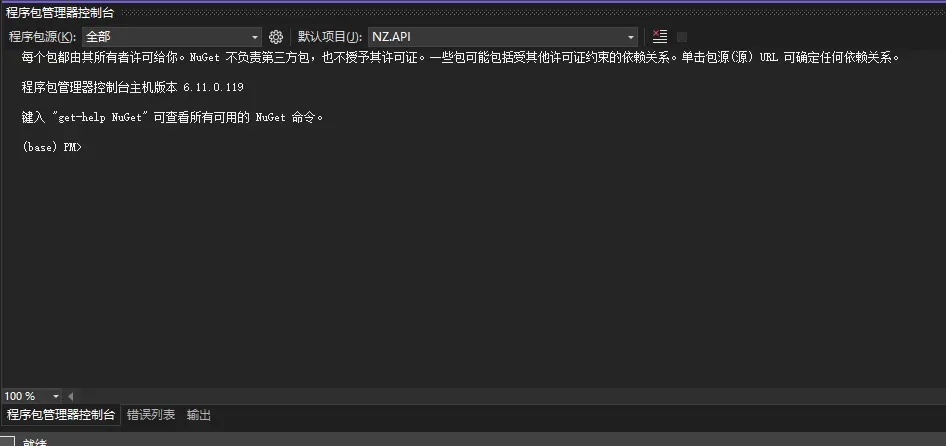 程序包管理器控制台
程序包源(K): 全部 默认项目(J): NZ.API
每个包都由其所有者许可给你。NuGet 不负责第三方包，也不授予其许可证。一些包可能包括受其他许可证约束的依赖关系。单击包源(源) URL 可确定任何依赖关系。
程序包管理器控制台主机版本 6.11.0.119
键入 "get-help NuGet" 可查看所有可用的 NuGet 命令。
(base) PM>
100 %
程序包管理器控制台 错误列表 输出
就绪